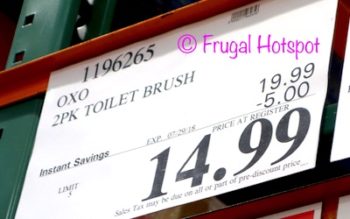 © Frugal Hotspot
1196265
OXO
2PK TOILET BRUSH
19.99
-5.00
Instant Savings
EXP. 07/29/18
PRICE AT REGISTER
LIMIT
14.99
Sales Tax may be due on all or part of pre-discount price